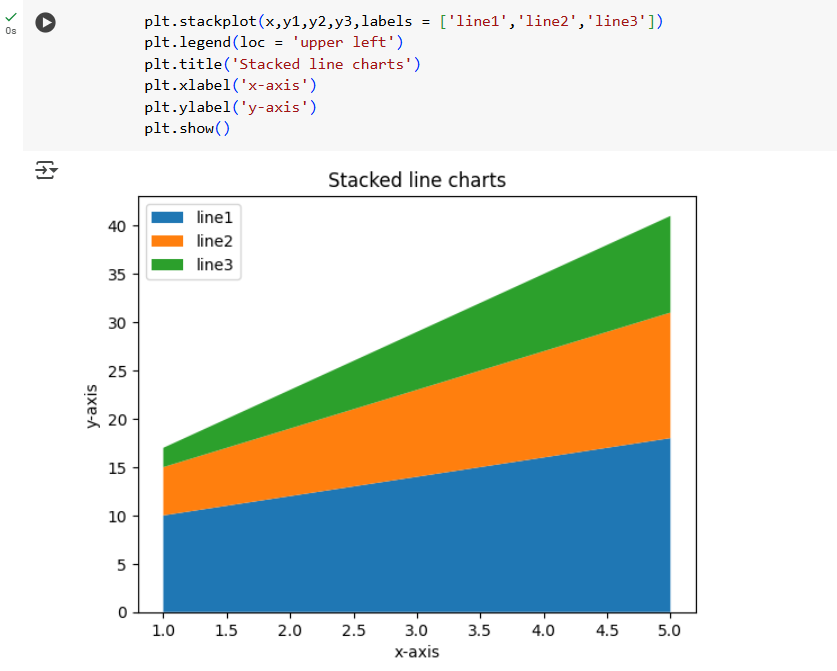 plt.stackplot(x,y1,y2,y3,labels = ['line1','line2','line3'])
0s
plt.legend(loc = 'upper left')
plt.title('Stacked line charts')
plt.xlabel('x-axis')
plt.ylabel('y-axis')
plt.show()
Stacked line charts
line1
line2
line3
40
35
30
25
20
15
10
5
0
y-axis
1.0 1.5 2.0 2.5 3.0 3.5 4.0 4.5 5.0
x-axis